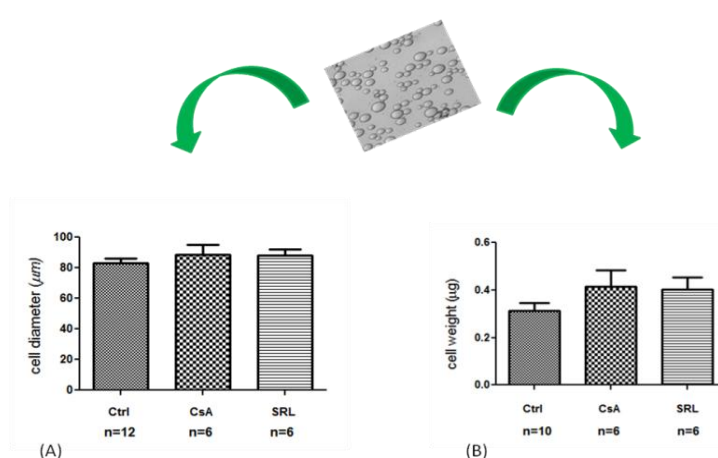 100
80
60
40
20
0
cell diameter (μm)
Ctrl CsA SRL
n=12 n=6 n=6
(A)
0.6
0.4
0.2
0.0
cell weight (μg)
Ctrl CsA SRL
n=10 n=6 n=6
(B)